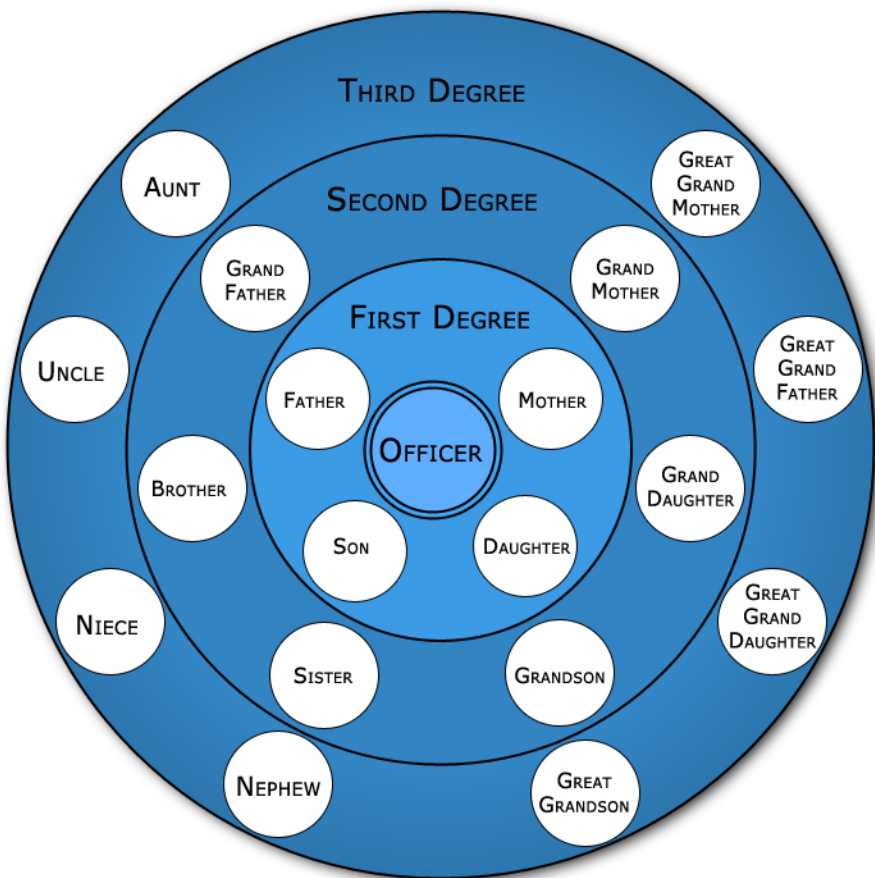 Third Degree
Aunt
Great
Grand
Mother
Second Degree
Grand
Father
Grand
Mother
First Degree
Uncle
Great
Grand
Father
Father
Mother
Officer
Brother
Grand
Daughter
Son
Daughter
Niece
Great
Grand
Daughter
Sister
Grandson
Nephew
Great
Grandson